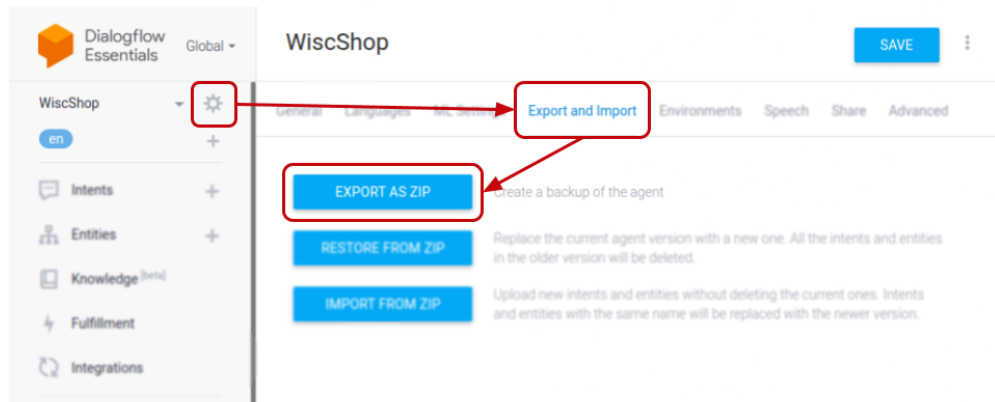 Dialogflow
Essentials
Global
WiscShop
SAVE
WiscShop
en
General Languages ML Settings Export and Import Environments Speech Share Advanced
Intents
Entities
Knowledge [beta]
Fulfillment
Integrations
EXPORT AS ZIP
Create a backup of the agent
RESTORE FROM ZIP
Replace the current agent version with a new one. All the intents and entities
in the older version will be deleted.
IMPORT FROM ZIP
Upload new intents and entities without deleting the current ones. Intents
and entities with the same name will be replaced with the newer version.